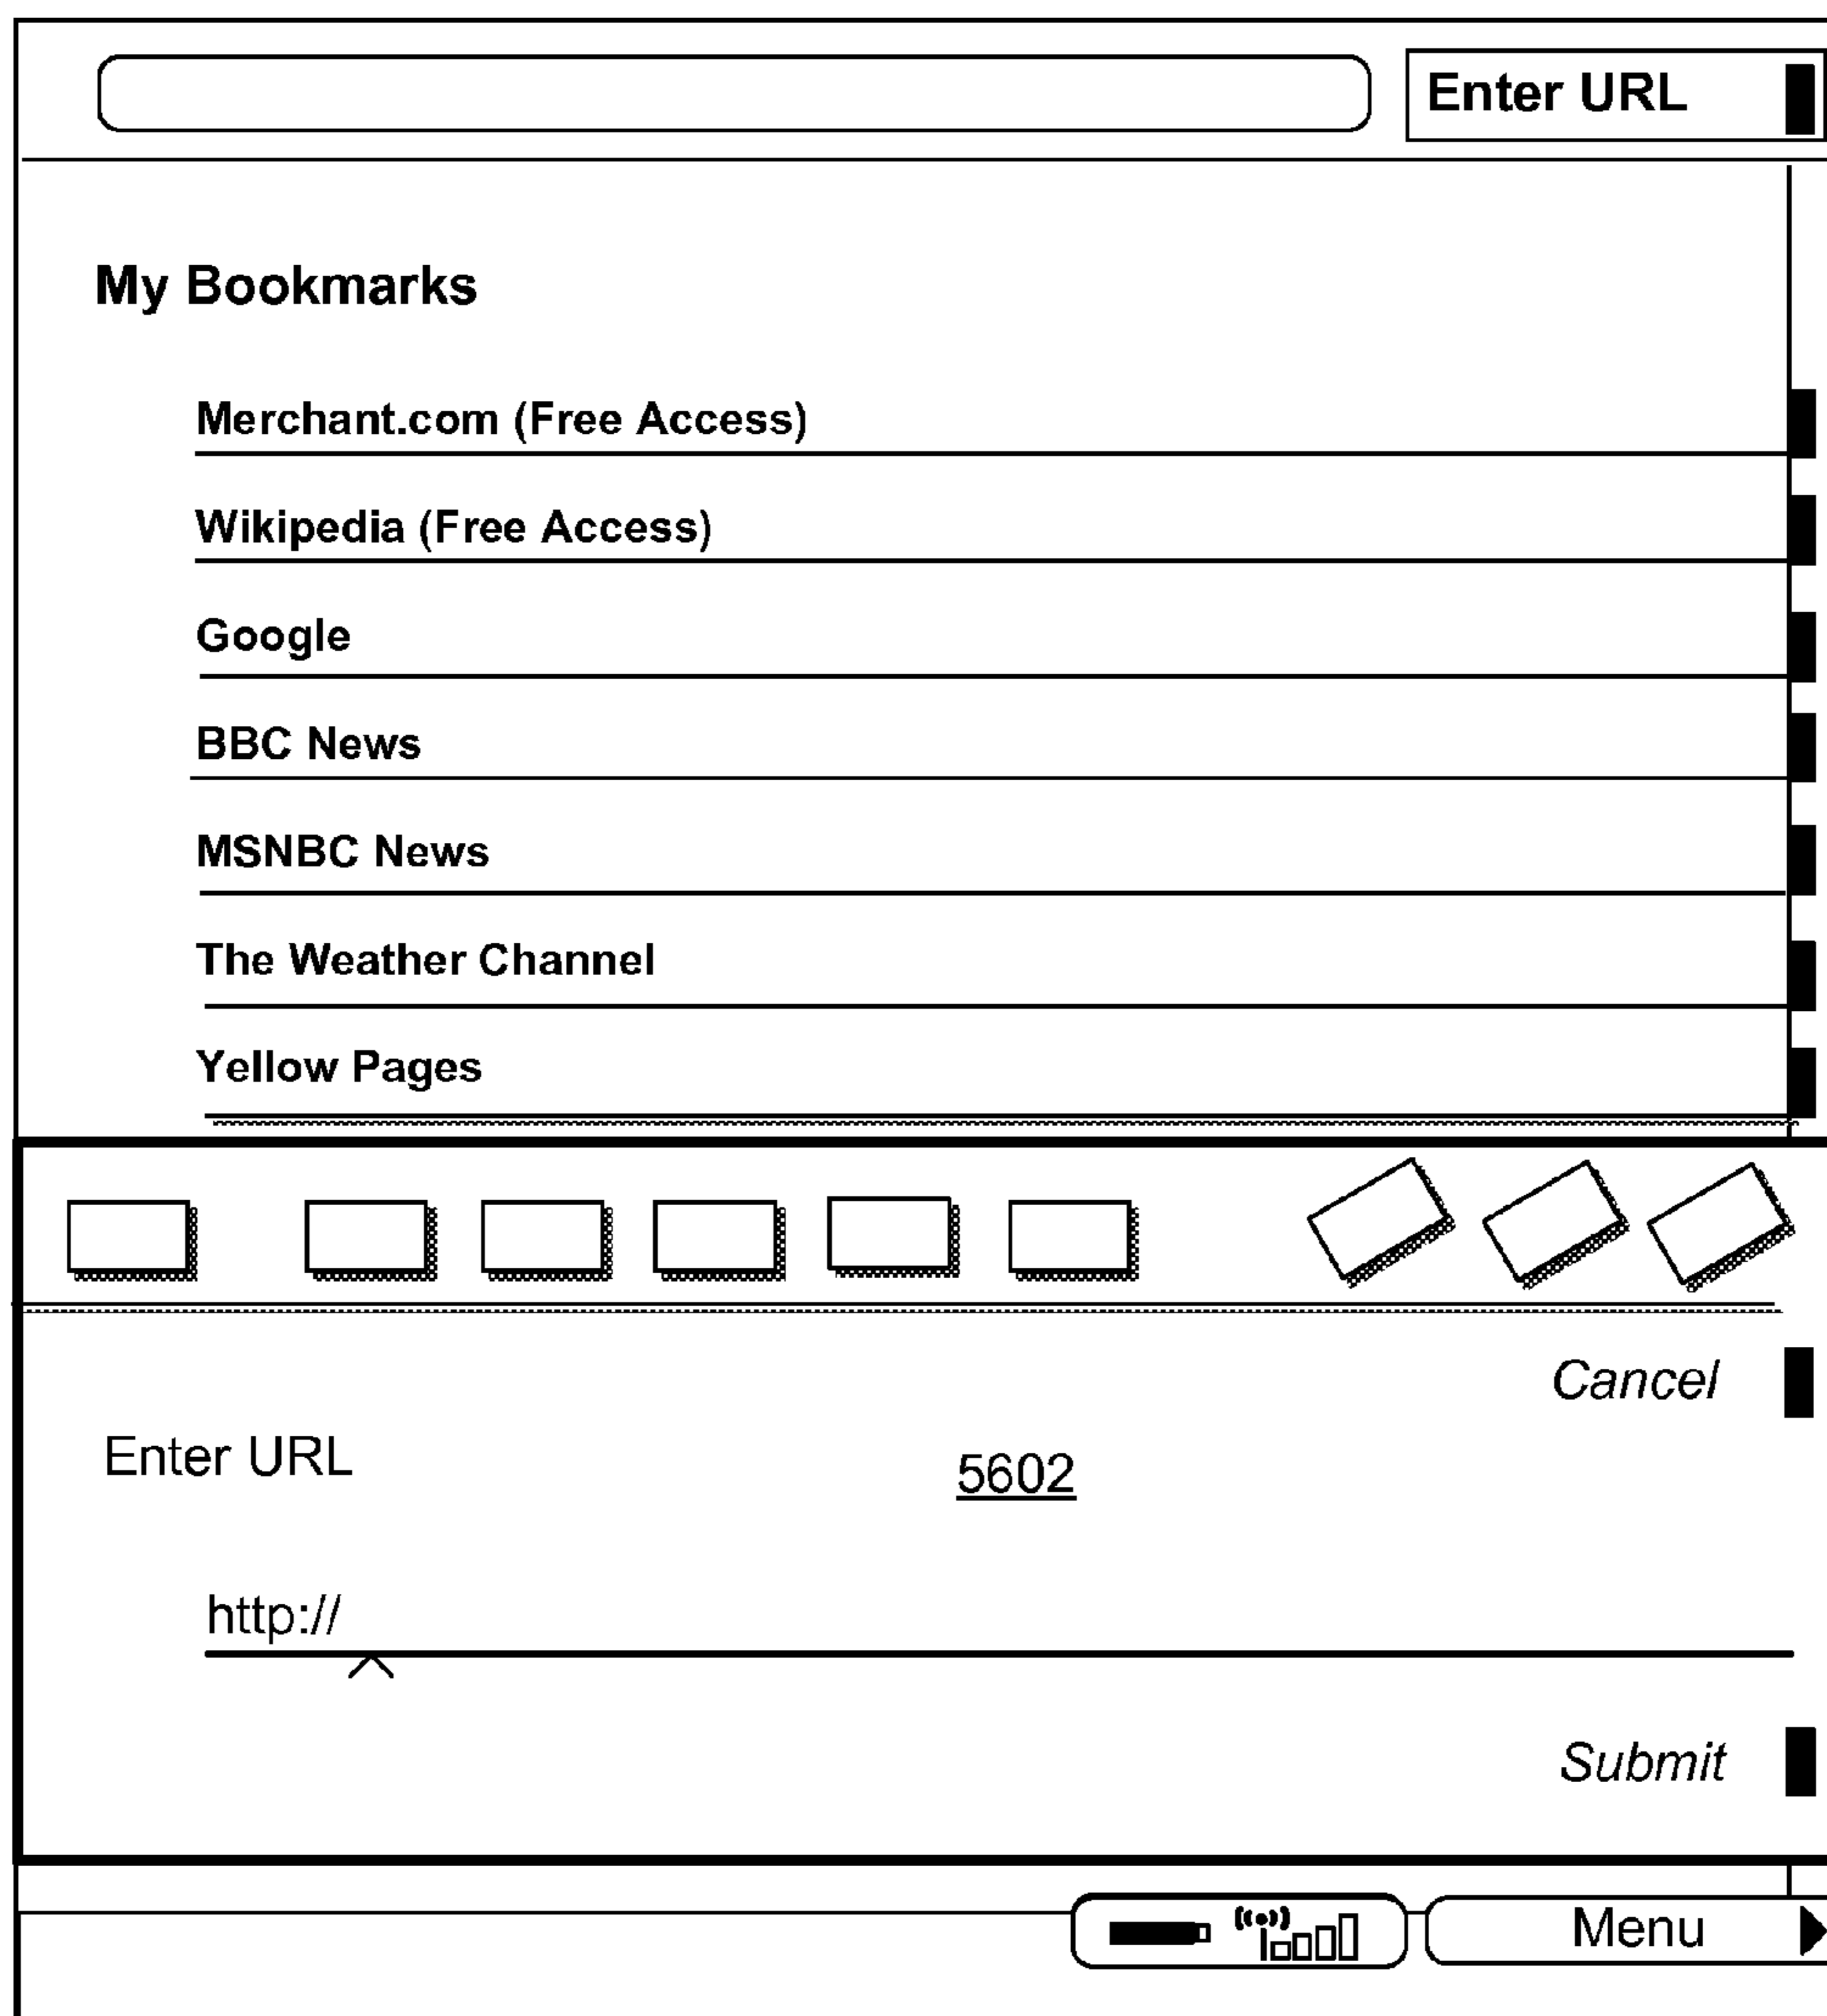 Enter URL
My Bookmarks
Merchant.com (Free Access)
Wikipedia (Free Access)
Google
BBC News
MSNBC News
The Weather Channel
Yellow Pages
Cancel
Enter URL
5602
http://
Submit
Menu